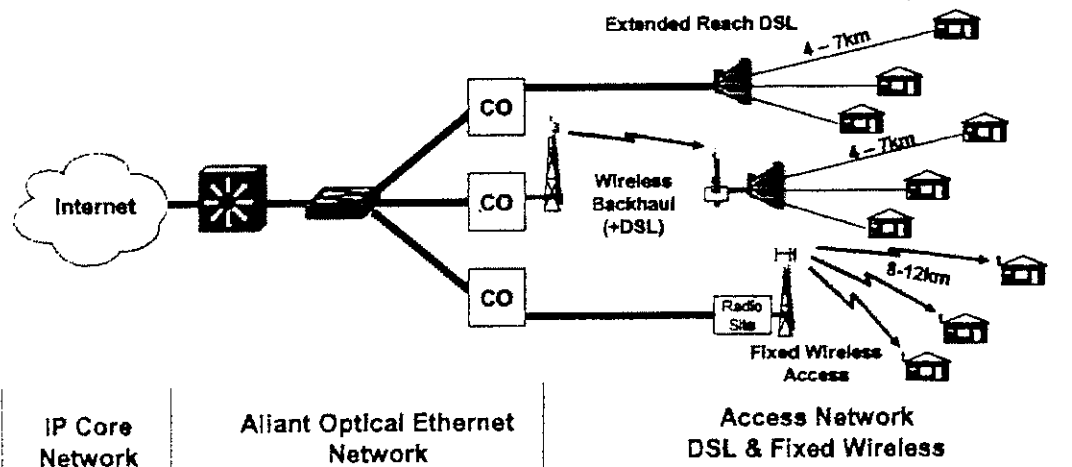 Extended Reach DSL
4 – 7km
CO
4 – 7km
Internet
CO
Wireless
Backhaul
(+DSL)
8-12km
CO
Radio
Site
Fixed Wireless
Access
IP Core
Network
Aliant Optical Ethernet
Network
Access Network
DSL & Fixed Wireless